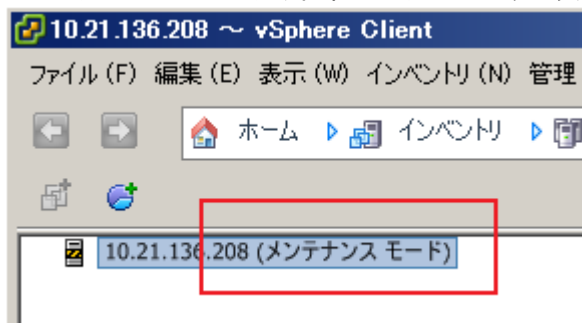 10.21.136.208 ～ vSphere Client
ファイル (F) 編集 (E) 表示 (W) インベントリ (N) 管理
ホーム インベントリ
10.21.136.208 (メンテナンス モード)